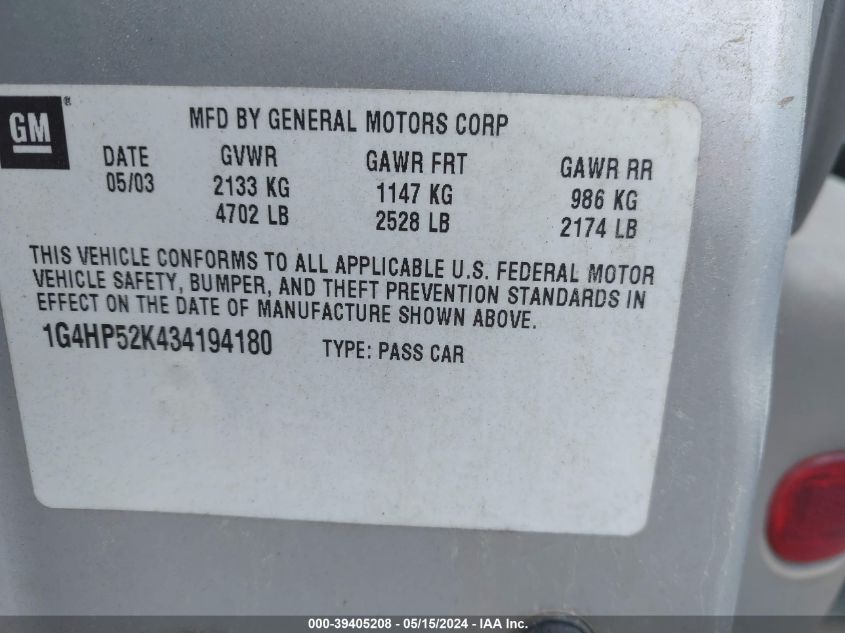 GM®
MFD BY GENERAL MOTORS CORP
DATE GVWR GAWR FRT GAWR RR
05/03 2133 KG 1147 KG 986 KG
4702 LB 2528 LB 2174 LB
THIS VEHICLE CONFORMS TO ALL APPLICABLE U.S. FEDERAL MOTOR
VEHICLE SAFETY, BUMPER, AND THEFT PREVENTION STANDARDS IN
EFFECT ON THE DATE OF MANUFACTURE SHOWN ABOVE.
1G4HP52K434194180 TYPE: PASS CAR
000-39405208 - 05/15/2024 - IAA Inc.